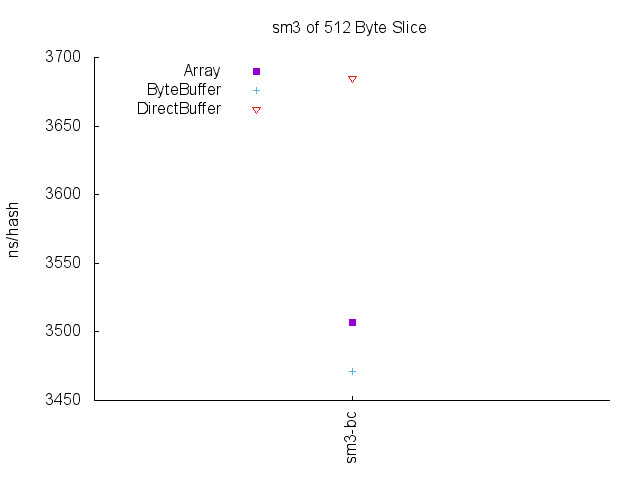 sm3 of 512 Byte Slice
3700
3650
3600
3550
3500
3450
ns/hash
Array
ByteBuffer
DirectBuffer
sm3-bc